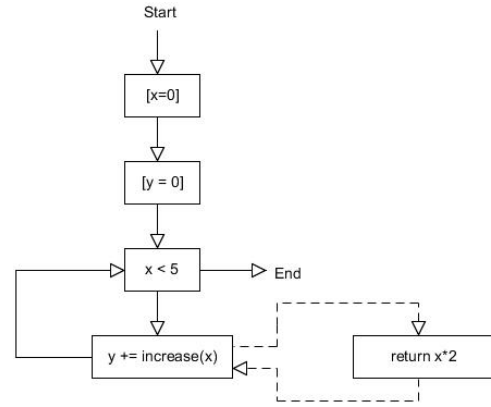 Start
[x=0]
[y = 0]
x < 5
End
y += increase(x)
return x*2